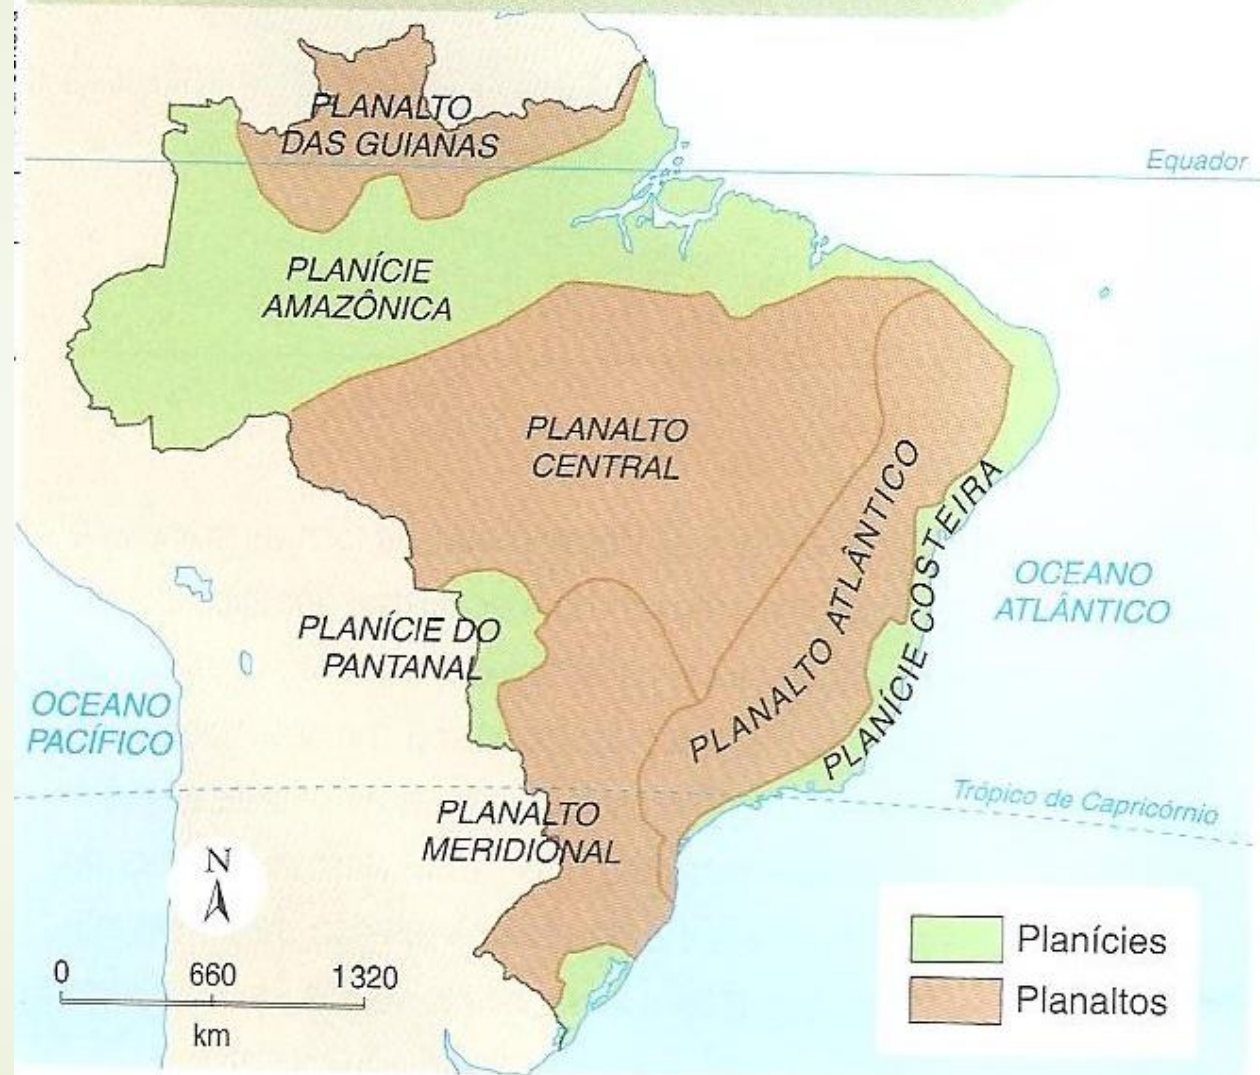 PLANALTO
DAS GUIANAS
Equador
PLANÍCIE
AMAZÔNICA
PLANALTO
CENTRAL
PLANALTO ATLÂNTICO
PLANÍCIE COSTEIRA
OCEANO
ATLÂNTICO
PLANÍCIE DO
PANTANAL
OCEANO
PACÍFICO
Trópico de Capricórnio
PLANALTO
MERIDIONAL
N
0 660 1320
km
Planícies
Planaltos